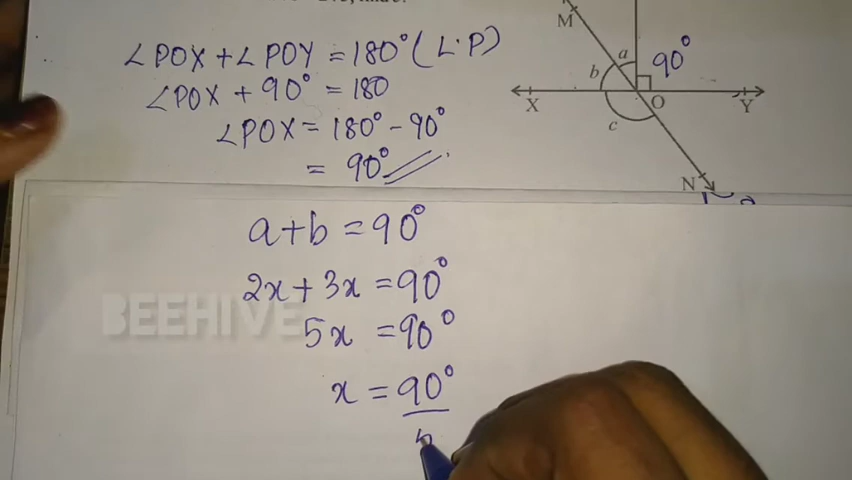 ∠POX + ∠POY = 180° (L.P)
∠POX + 90° = 180
∠POX = 180° - 90°
= 90°
M
a
90°
b
X
O
Y
c
N
a + b = 90°
2x + 3x = 90°
BEEHIVE
5x = 90°
x = 90°